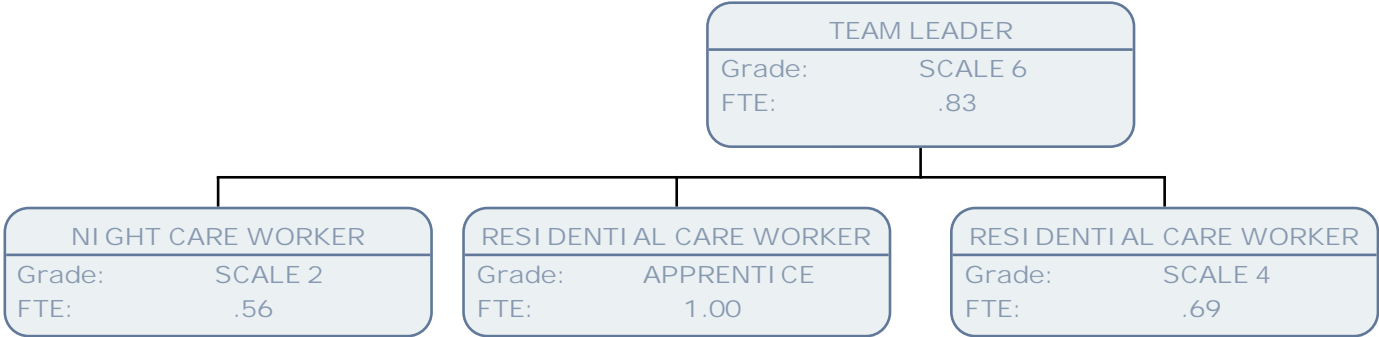 TEAM LEADER
Grade: SCALE 6
FTE: .83
NIGHT CARE WORKER
Grade: SCALE 2
FTE: .56
RESIDENTIAL CARE WORKER
Grade: APPRENTICE
FTE: 1.00
RESIDENTIAL CARE WORKER
Grade: SCALE 4
FTE: .69